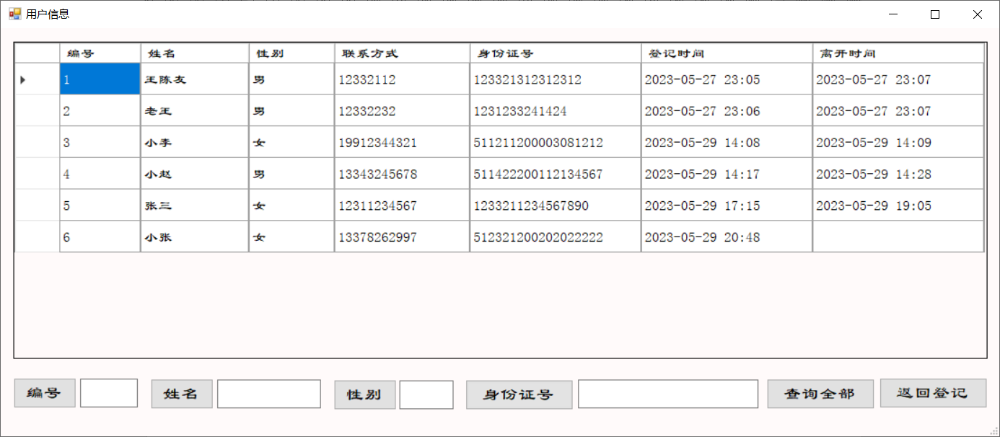 用户信息
编号 姓名 性别 联系方式 身份证号 登记时间 离开时间
1 王陈友 男 12332112 123321312312312 2023-05-27 23:05 2023-05-27 23:07
2 老王 男 12332232 1231233241424 2023-05-27 23:06 2023-05-27 23:07
3 小李 女 19912344321 511211200003081212 2023-05-29 14:08 2023-05-29 14:09
4 小赵 男 13343245678 511422200112134567 2023-05-29 14:17 2023-05-29 14:28
5 张三 女 12311234567 1233211234567890 2023-05-29 17:15 2023-05-29 19:05
6 小张 女 13378262997 512321200202022222 2023-05-29 20:48
编号 姓名 性别 身份证号 查询全部 返回登记